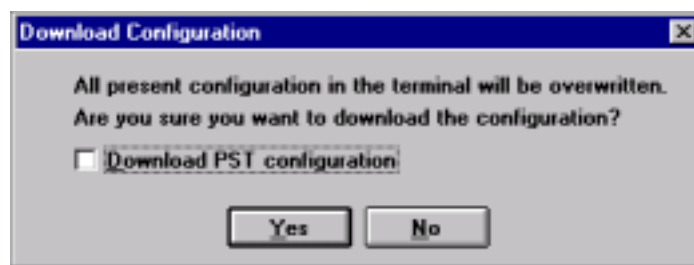 Download Configuration
All present configuration in the terminal will be overwritten.
Are you sure you want to download the configuration?
Download PST configuration
Yes No